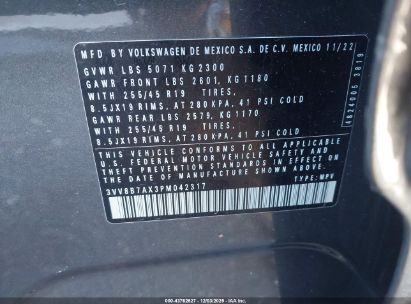 MFD. BY VOLKSWAGEN DE MEXICO S.A. DE C.V. MEXICO 11/22
GVWR LBS 5071 KG2300
GAWR FRONT LBS 2601, KG1180
WITH 255/45 R19 TIRES,
8.5JX19 RIMS, AT 280KPA, 41 PSI COLD
GAWR REAR LBS 2579, KG1170
WITH 255/45 R19 TIRES,
8.5JX19 RIMS, AT 280KPA, 41 PSI COLD
THIS VEHICLE CONFORMS TO ALL APPLICABLE
U.S. FEDERAL MOTOR VEHICLE SAFETY AND
THEFT PREVENTION STANDARDS IN EFFECT ON
THE DATE OF MANUFACTURE SHOWN ABOVE.
3VVBB7AX3PM042317
TYPE: MPV
4624005 3819